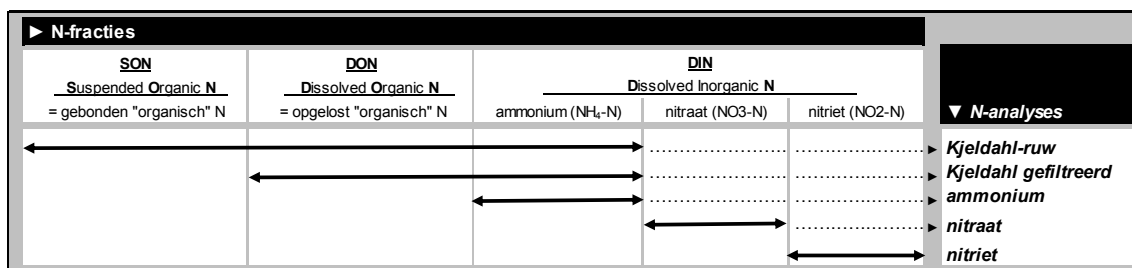 ► N-fracties
SON DON DIN
Suspended Organic N Dissolved Organic N Dissolved Inorganic N
= gebonden "organisch" N = opgelost "organisch" N ammonium (NH₄-N) nitraat (NO3-N) nitriet (NO2-N) ▼ N-analyses
Kjeldahl-ruw
Kjeldahl gefiltreerd
ammonium
nitraat
nitriet